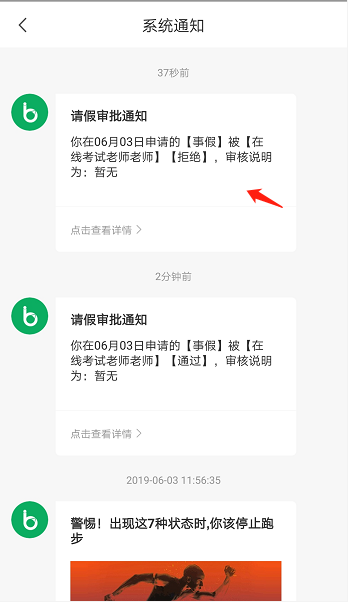 系统通知
37秒前
请假审批通知
你在06月03日申请的【事假】被【在
线考试老师老师】【拒绝】，审核说明
为：暂无
点击查看详情
2分钟前
请假审批通知
你在06月03日申请的【事假】被【在
线考试老师老师】【通过】，审核说明
为：暂无
点击查看详情
2019-06-03 11:56:35
警惕！出现这7种状态时,你该停止跑
步